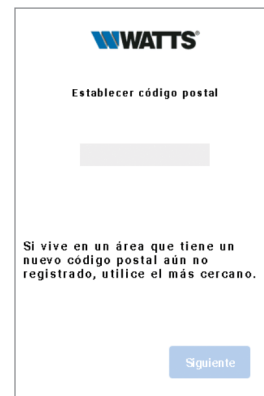 WATTS®
Establecer código postal
Si vive en un área que tiene un
nuevo código postal aún no
registrado, utilice el más cercano.
Siguiente